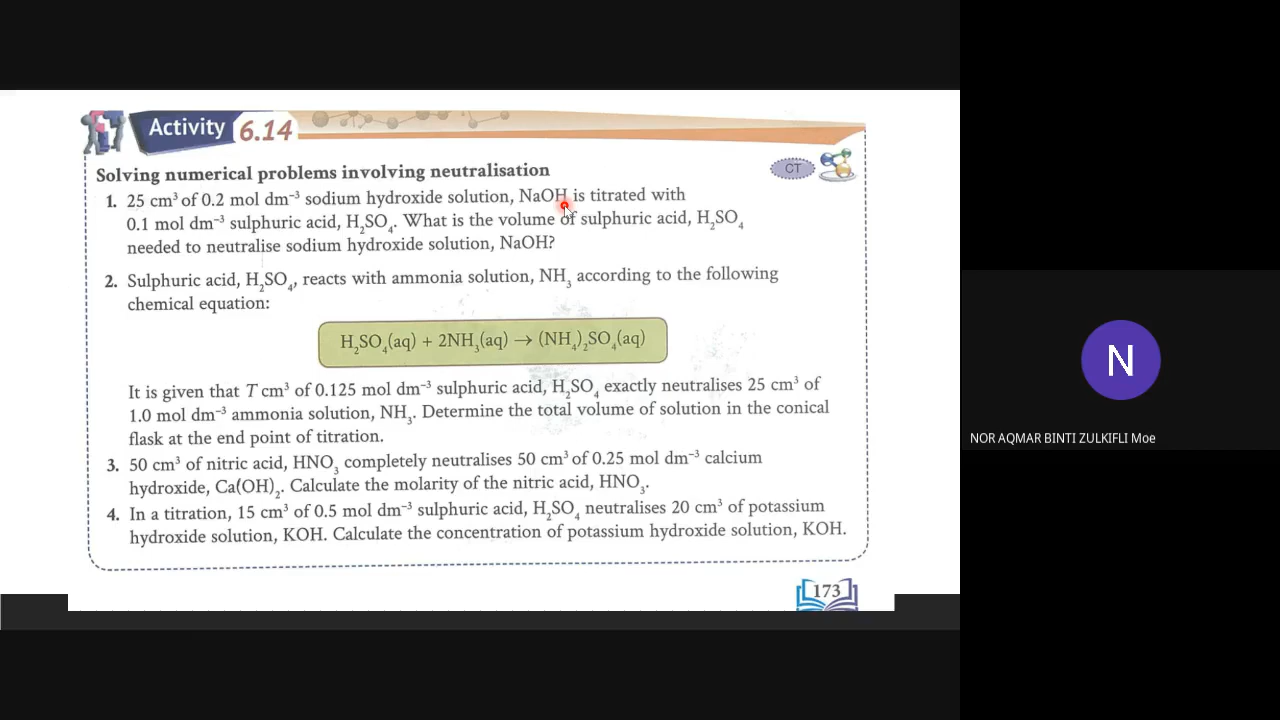 Activity 6.14
Solving numerical problems involving neutralisation
CT
1. 25 cm³ of 0.2 mol dm⁻³ sodium hydroxide solution, NaOH is titrated with
0.1 mol dm⁻³ sulphuric acid, H₂SO₄. What is the volume of sulphuric acid, H₂SO₄
needed to neutralise sodium hydroxide solution, NaOH?
2. Sulphuric acid, H₂SO₄, reacts with ammonia solution, NH₃ according to the following
chemical equation:
H₂SO₄(aq) + 2NH₃(aq) → (NH₄)₂SO₄(aq)
It is given that T cm³ of 0.125 mol dm⁻³ sulphuric acid, H₂SO₄ exactly neutralises 25 cm³ of
1.0 mol dm⁻³ ammonia solution, NH₃. Determine the total volume of solution in the conical
flask at the end point of titration.
3. 50 cm³ of nitric acid, HNO₃ completely neutralises 50 cm³ of 0.25 mol dm⁻³ calcium
hydroxide, Ca(OH)₂. Calculate the molarity of the nitric acid, HNO₃.
4. In a titration, 15 cm³ of 0.5 mol dm⁻³ sulphuric acid, H₂SO₄ neutralises 20 cm³ of potassium
hydroxide solution, KOH. Calculate the concentration of potassium hydroxide solution, KOH.
173
N
NOR AQMAR BINTI ZULKIFLI Moe